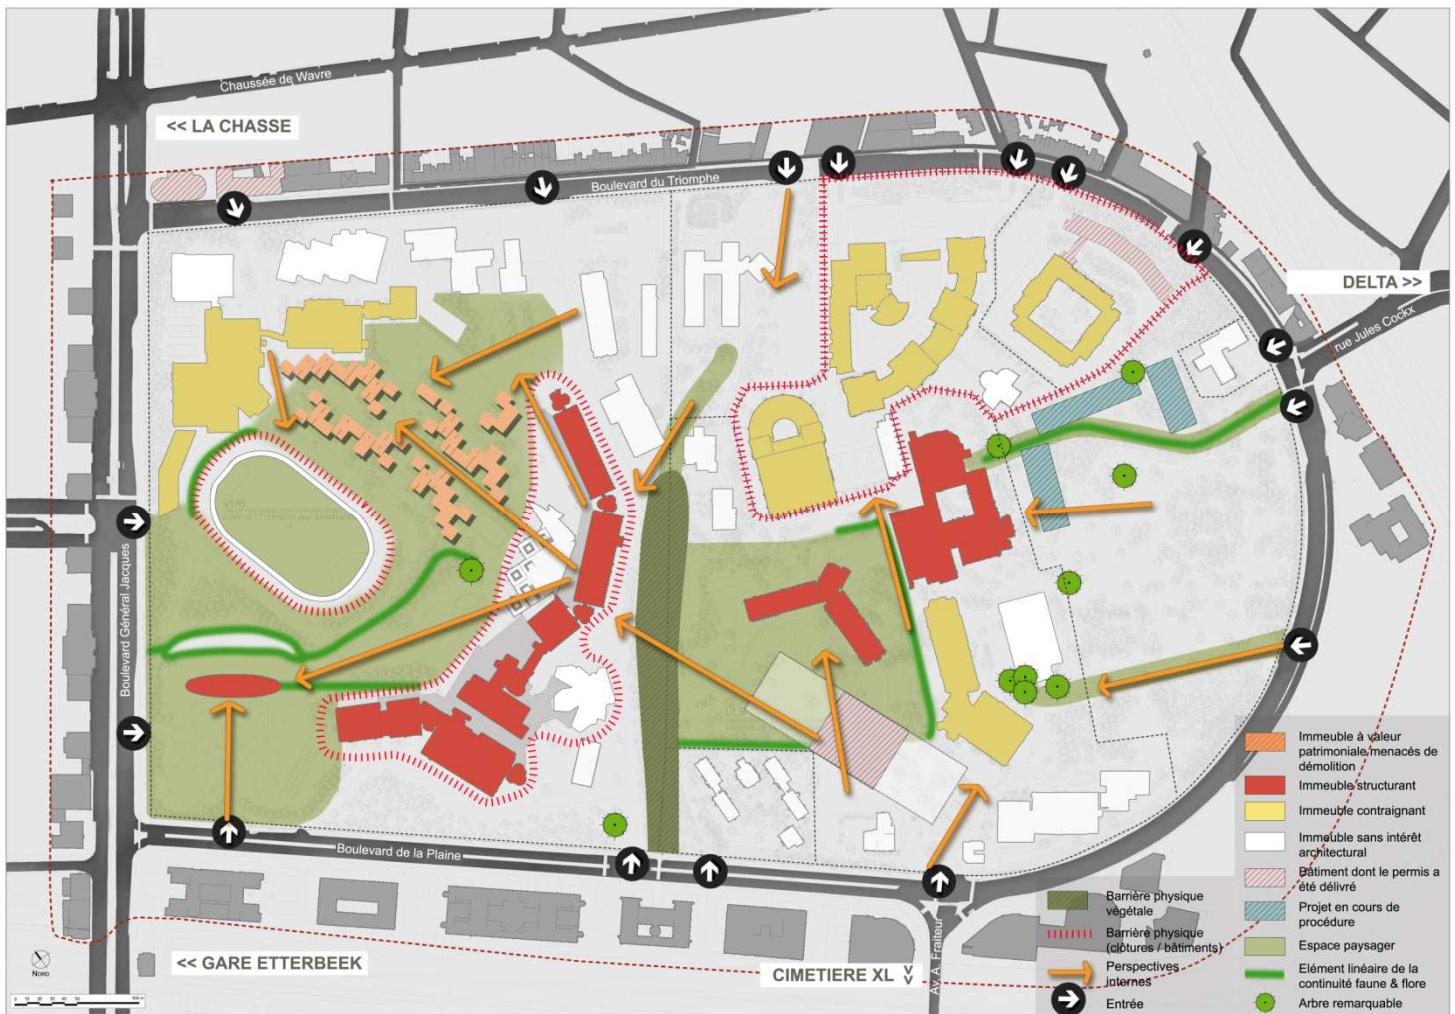 Chaussée de Wavre
<< LA CHASSE
Boulevard du Triomphe
DELTA >>
rue Jules Cockx
VUB
Boulevard Général Jacques
ULB
Boulevard de la Plaine
Av. A. Fraiteur
NORD
<< GARE ETTERBEEK
CIMETIERE XL >>
Barrière physique
végétale
Barrière physique
(clôtures / bâtiments)
Perspectives
internes
Entrée
Immeuble à valeur
patrimoniale menacés de
démolition
Immeuble structurant
Immeuble contraignant
Immeuble sans intérêt
architectural
Bâtiment dont le permis a
été délivré
Projet en cours de
procédure
Espace paysager
Elément linéaire de la
continuité faune & flore
Arbre remarquable